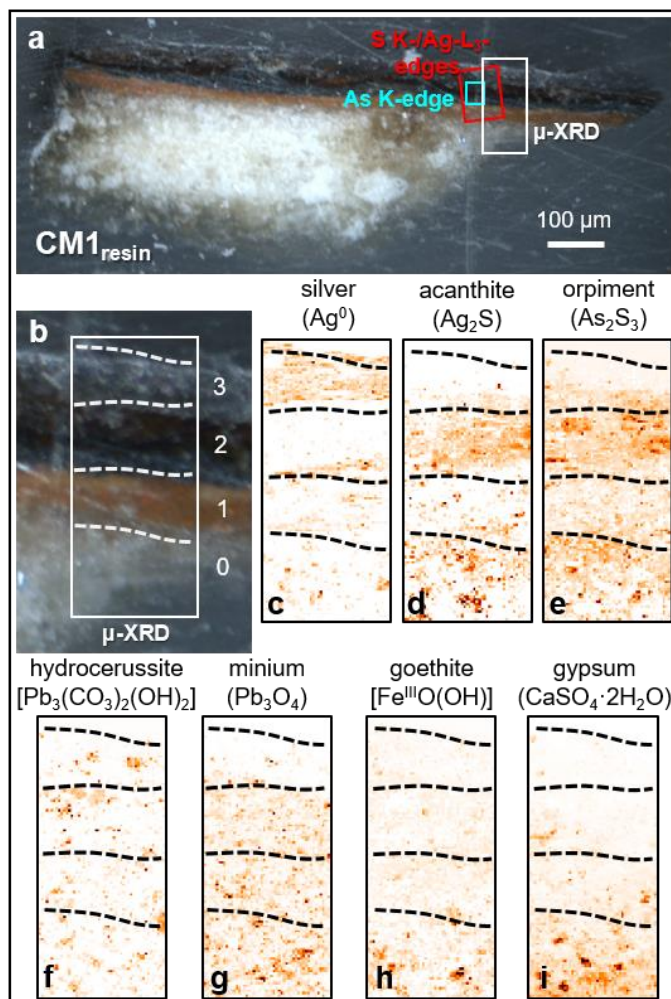 a
S K-/Ag-L₃-
edges
As K-edge
µ-XRD
100 µm
CM1resin
silver
(Ag⁰)
acanthite
(Ag₂S)
orpiment
(As₂S₃)
b
3
2
1
0
µ-XRD
c
d
e
hydrocerussite
[Pb₃(CO₃)₂(OH)₂]
minium
(Pb₃O₄)
goethite
[FeᴵᴵᴵO(OH)]
gypsum
(CaSO₄·2H₂O)
f
g
h
i